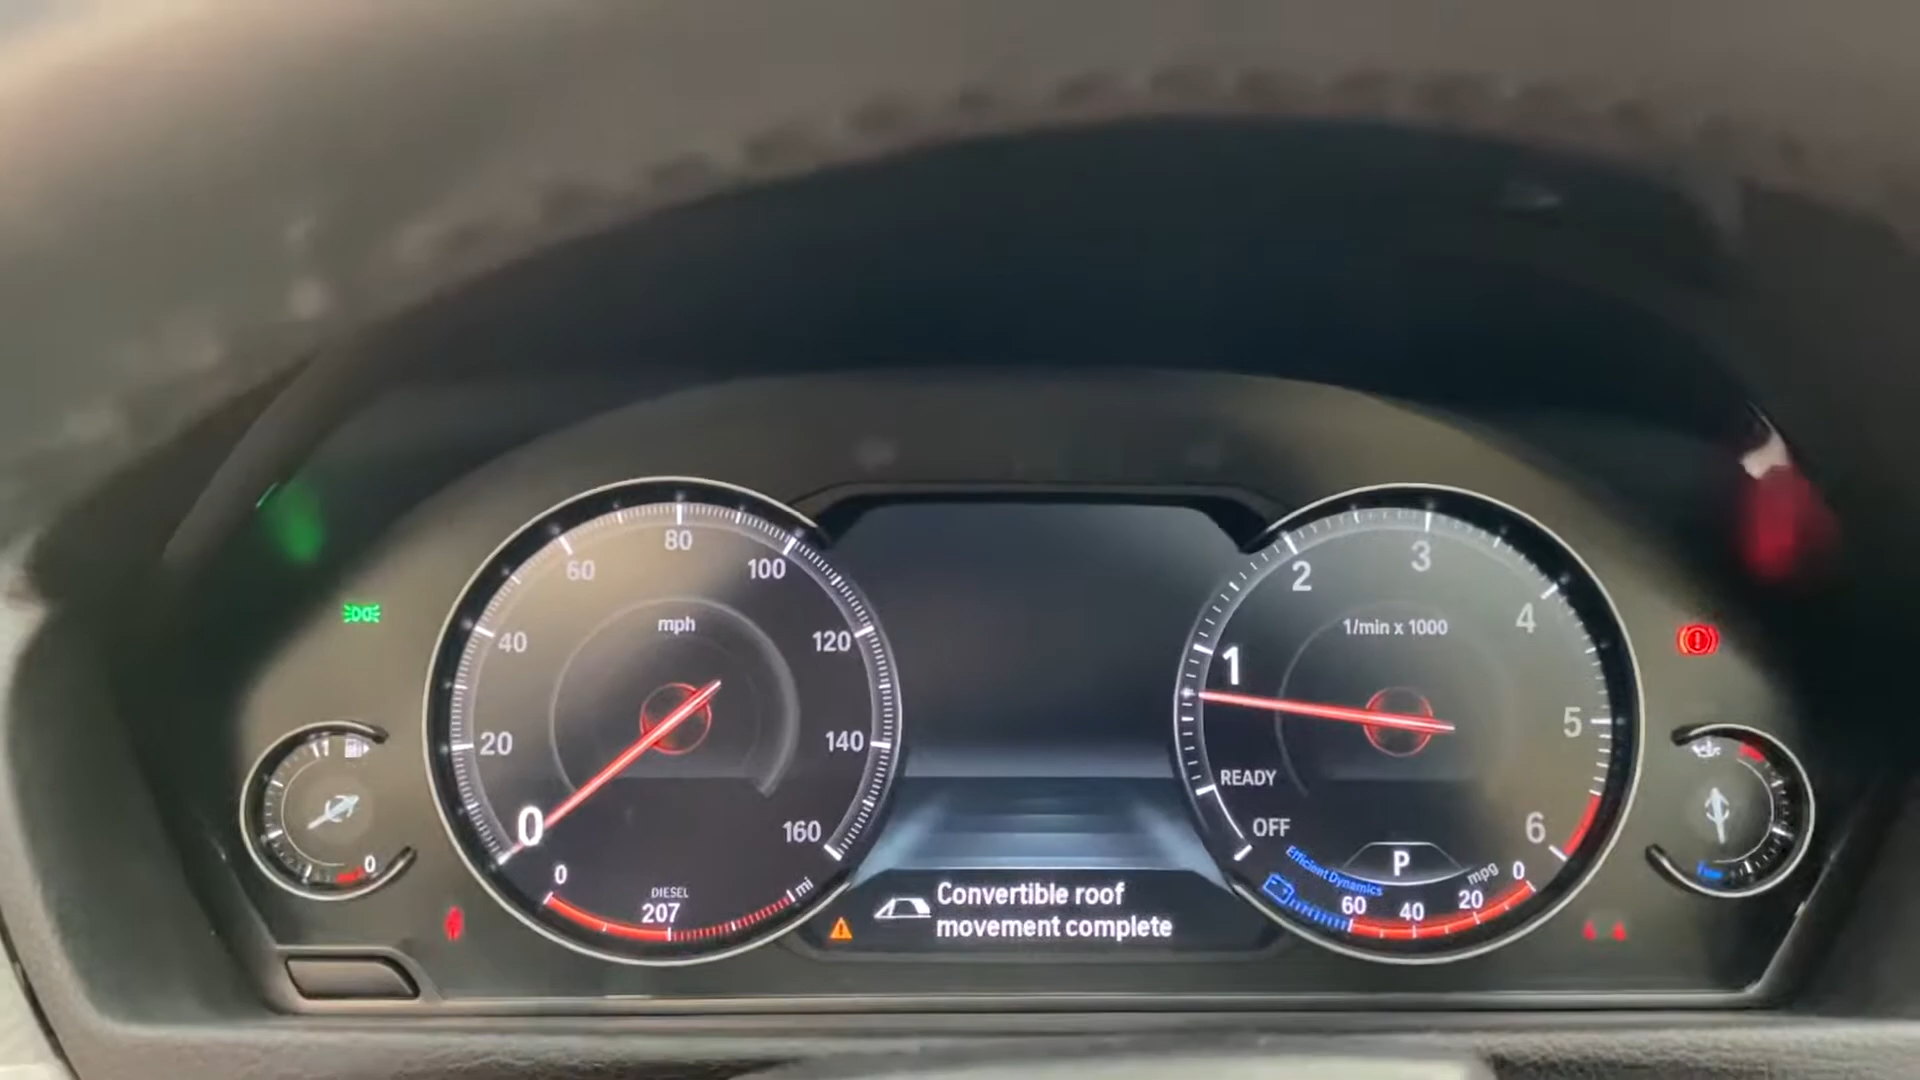 80
60
100
40
mph
120
20
140
0
160
0
DIESEL
mi
207
0
Convertible roof
movement complete
3
2
4
1/min x 1000
1
5
READY
OFF
6
P
Efficient Dynamics
mpg
0
60
40
20